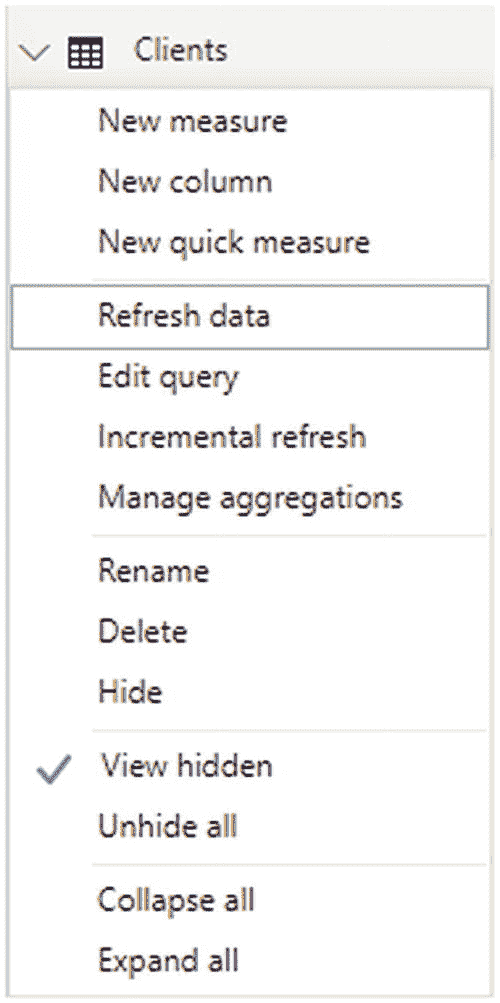 Clients
New measure
New column
New quick measure
Refresh data
Edit query
Incremental refresh
Manage aggregations
Rename
Delete
Hide
View hidden
Unhide all
Collapse all
Expand all